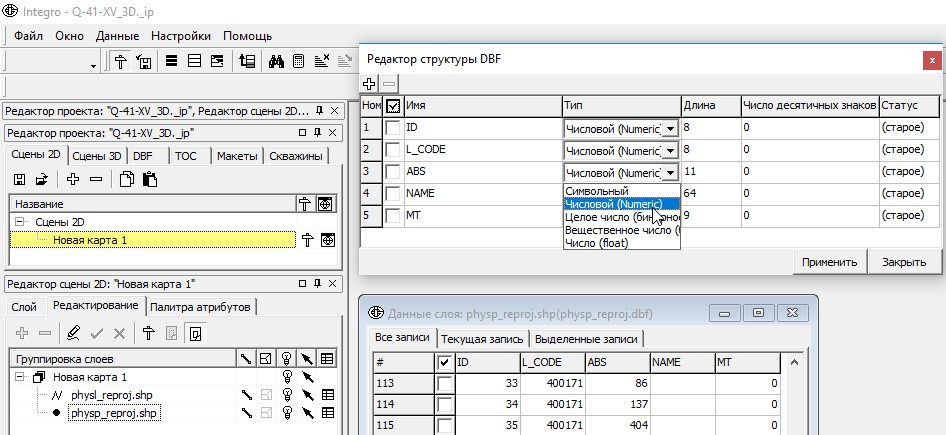 Integro - Q-41-XV_3D._ip
Файл Окно Данные Настройки Помощь
Редактор проекта: "Q-41-XV_3D._ip", Редактор сцены 2D...
Редактор проекта: "Q-41-XV_3D._ip"
Сцены 2D Сцены 3D DBF ТОС Макеты Скважины
Название
Сцены 2D
Новая карта 1
Редактор сцены 2D: "Новая карта 1"
Слой Редактирование Палитра атрибутов
Группировка слоев
Новая карта 1
physl_reproj.shp
physp_reproj.shp
Редактор структуры DBF
Ном Имя Тип Длина Число десятичных знаков Статус
1 ID Числовой (Numeric) 8 0 (старое)
2 L_CODE Числовой (Numeric) 8 0 (старое)
3 ABS Числовой (Numeric) 11 0 (старое)
4 NAME 64 0 (старое)
5 MT 9 0 (старое)
Символьный
Числовой (Numeric)
Целое число (бинарное
Вещественное число (
Число (float)
Применить Закрыть
Данные слоя: physp_reproj.shp(physp_reproj.dbf)
Все записи Текущая запись Выделенные записи
# ID L_CODE ABS NAME MT
113 33 400171 86 0
114 34 400171 137 0
115 35 400171 404 0